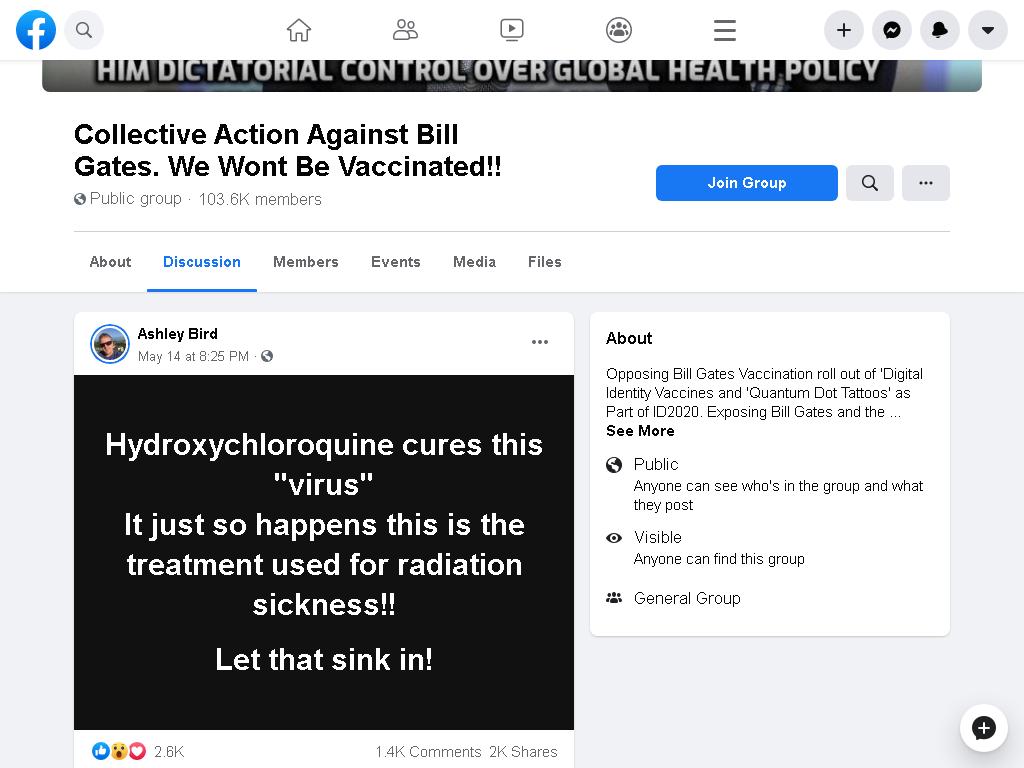 HIM DICTATORIAL CONTROL OVER GLOBAL HEALTH POLICY
Collective Action Against Bill
Gates. We Wont Be Vaccinated!!
Public group · 103.6K members
Join Group
About
Discussion
Members
Events
Media
Files
Ashley Bird
May 14 at 8:25 PM ·
Hydroxychloroquine cures this
"virus"
It just so happens this is the
treatment used for radiation
sickness!!
Let that sink in!
2.6K
1.4K Comments 2K Shares
About
Opposing Bill Gates Vaccination roll out of 'Digital
Identity Vaccines and 'Quantum Dot Tattoos' as
Part of ID2020. Exposing Bill Gates and the ...
See More
Public
Anyone can see who's in the group and what
they post
Visible
Anyone can find this group
General Group